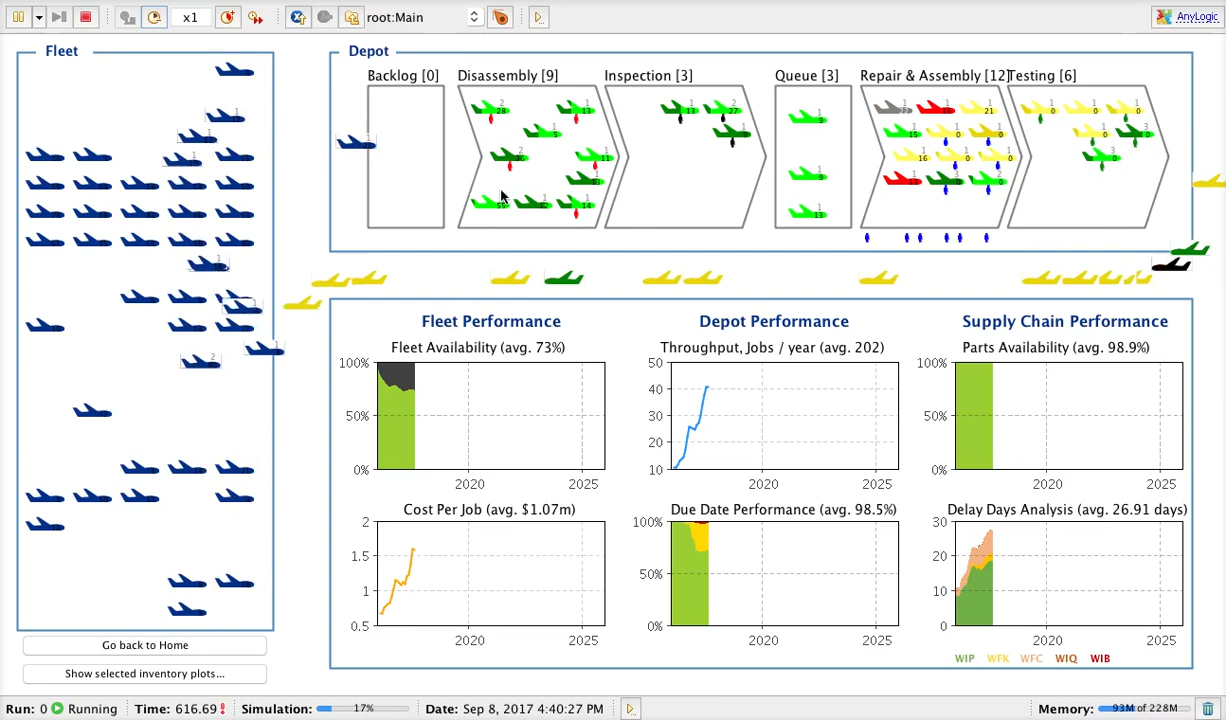 x1
root:Main
AnyLogic
Fleet
Depot
Backlog [0]
Disassembly [9]
Inspection [3]
Queue [3]
Repair & Assembly [12]
Testing [6]
Fleet Performance
Depot Performance
Supply Chain Performance
Fleet Availability (avg. 73%)
Throughput, Jobs / year (avg. 202)
Parts Availability (avg. 98.9%)
100%
50%
0%
2020
2025
50
40
30
20
10
2020
2025
100%
50%
0%
2020
2025
Cost Per Job (avg. $1.07m)
Due Date Performance (avg. 98.5%)
Delay Days Analysis (avg. 26.91 days)
2
1.5
1
0.5
2020
2025
100%
50%
0%
2020
2025
30
20
10
0
2020
2025
WIP WFK WFC WIQ WIB
Go back to Home
Show selected inventory plots...
Run: 0 Running
Time: 616.69
Simulation: 17%
Date: Sep 8, 2017 4:40:27 PM
Memory: 93M of 228M